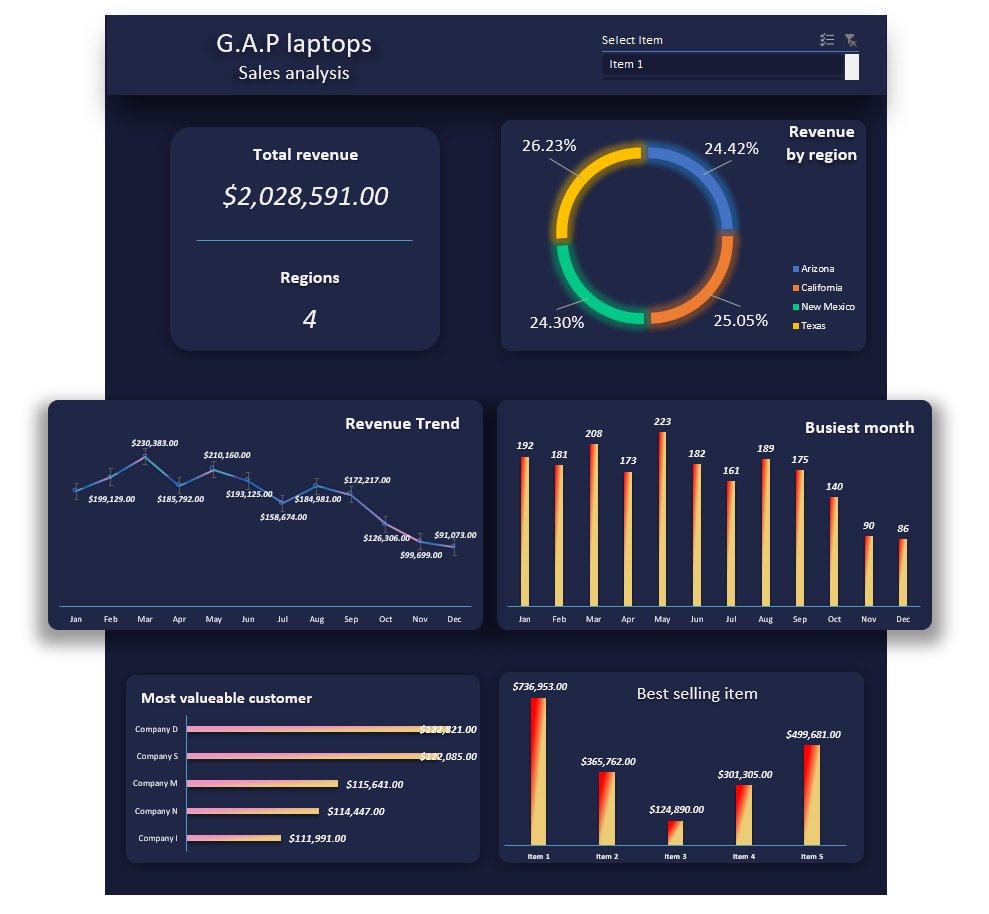 G.A.P laptops
Sales analysis
Select Item
Item 1
Total revenue
$2,028,591.00
Regions
4
Revenue
by region
26.23%
24.42%
24.30%
25.05%
Arizona
California
New Mexico
Texas
Revenue Trend
$230,383.00
$210,160.00
$199,129.00
$185,792.00
$193,125.00
$158,674.00
$184,981.00
$172,217.00
$126,306.00
$99,699.00
$91,073.00
Jan Feb Mar Apr May Jun Jul Aug Sep Oct Nov Dec
Busiest month
192 181 208 173 223 182 161 189 175 140 90 86
Jan Feb Mar Apr May Jun Jul Aug Sep Oct Nov Dec
Most valueable customer
Company D
Company S $122,085.00
Company M $115,641.00
Company N $114,447.00
Company I $111,991.00
Best selling item
$736,953.00
$365,762.00
$124,890.00
$301,305.00
$499,681.00
Item 1 Item 2 Item 3 Item 4 Item 5